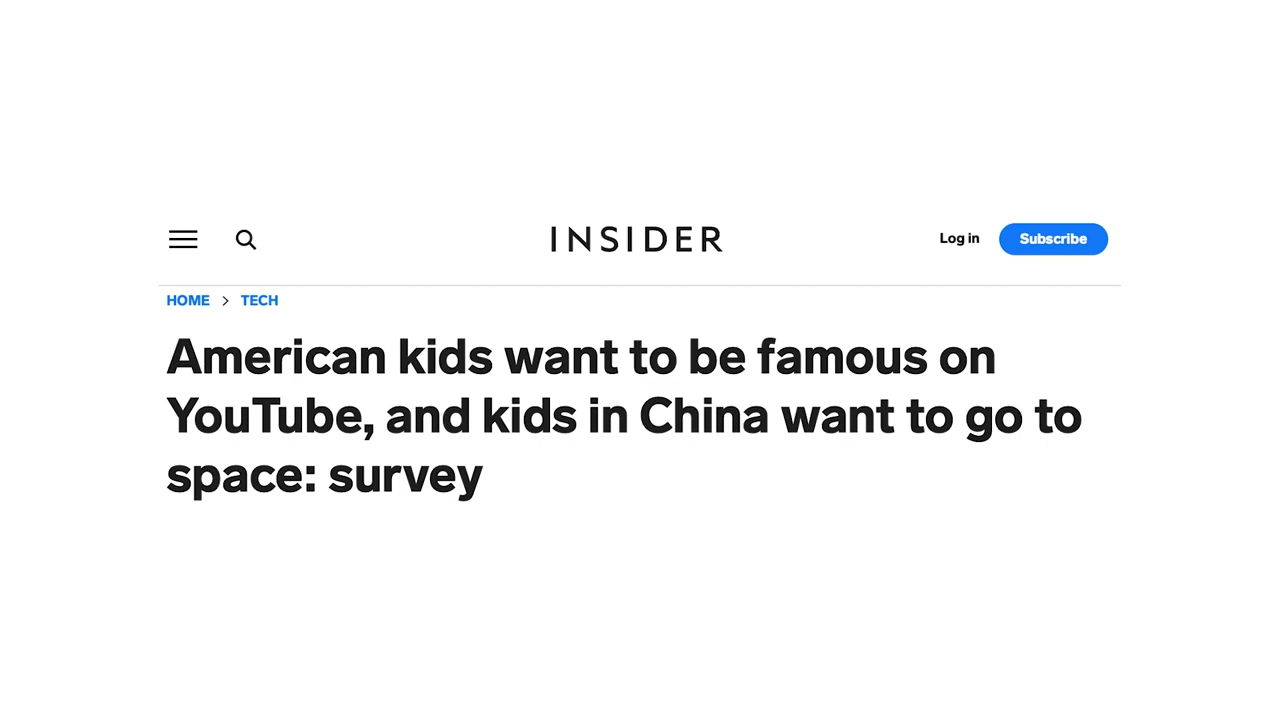 INSIDER
Log in
Subscribe
HOME > TECH
American kids want to be famous on
YouTube, and kids in China want to go to
space: survey